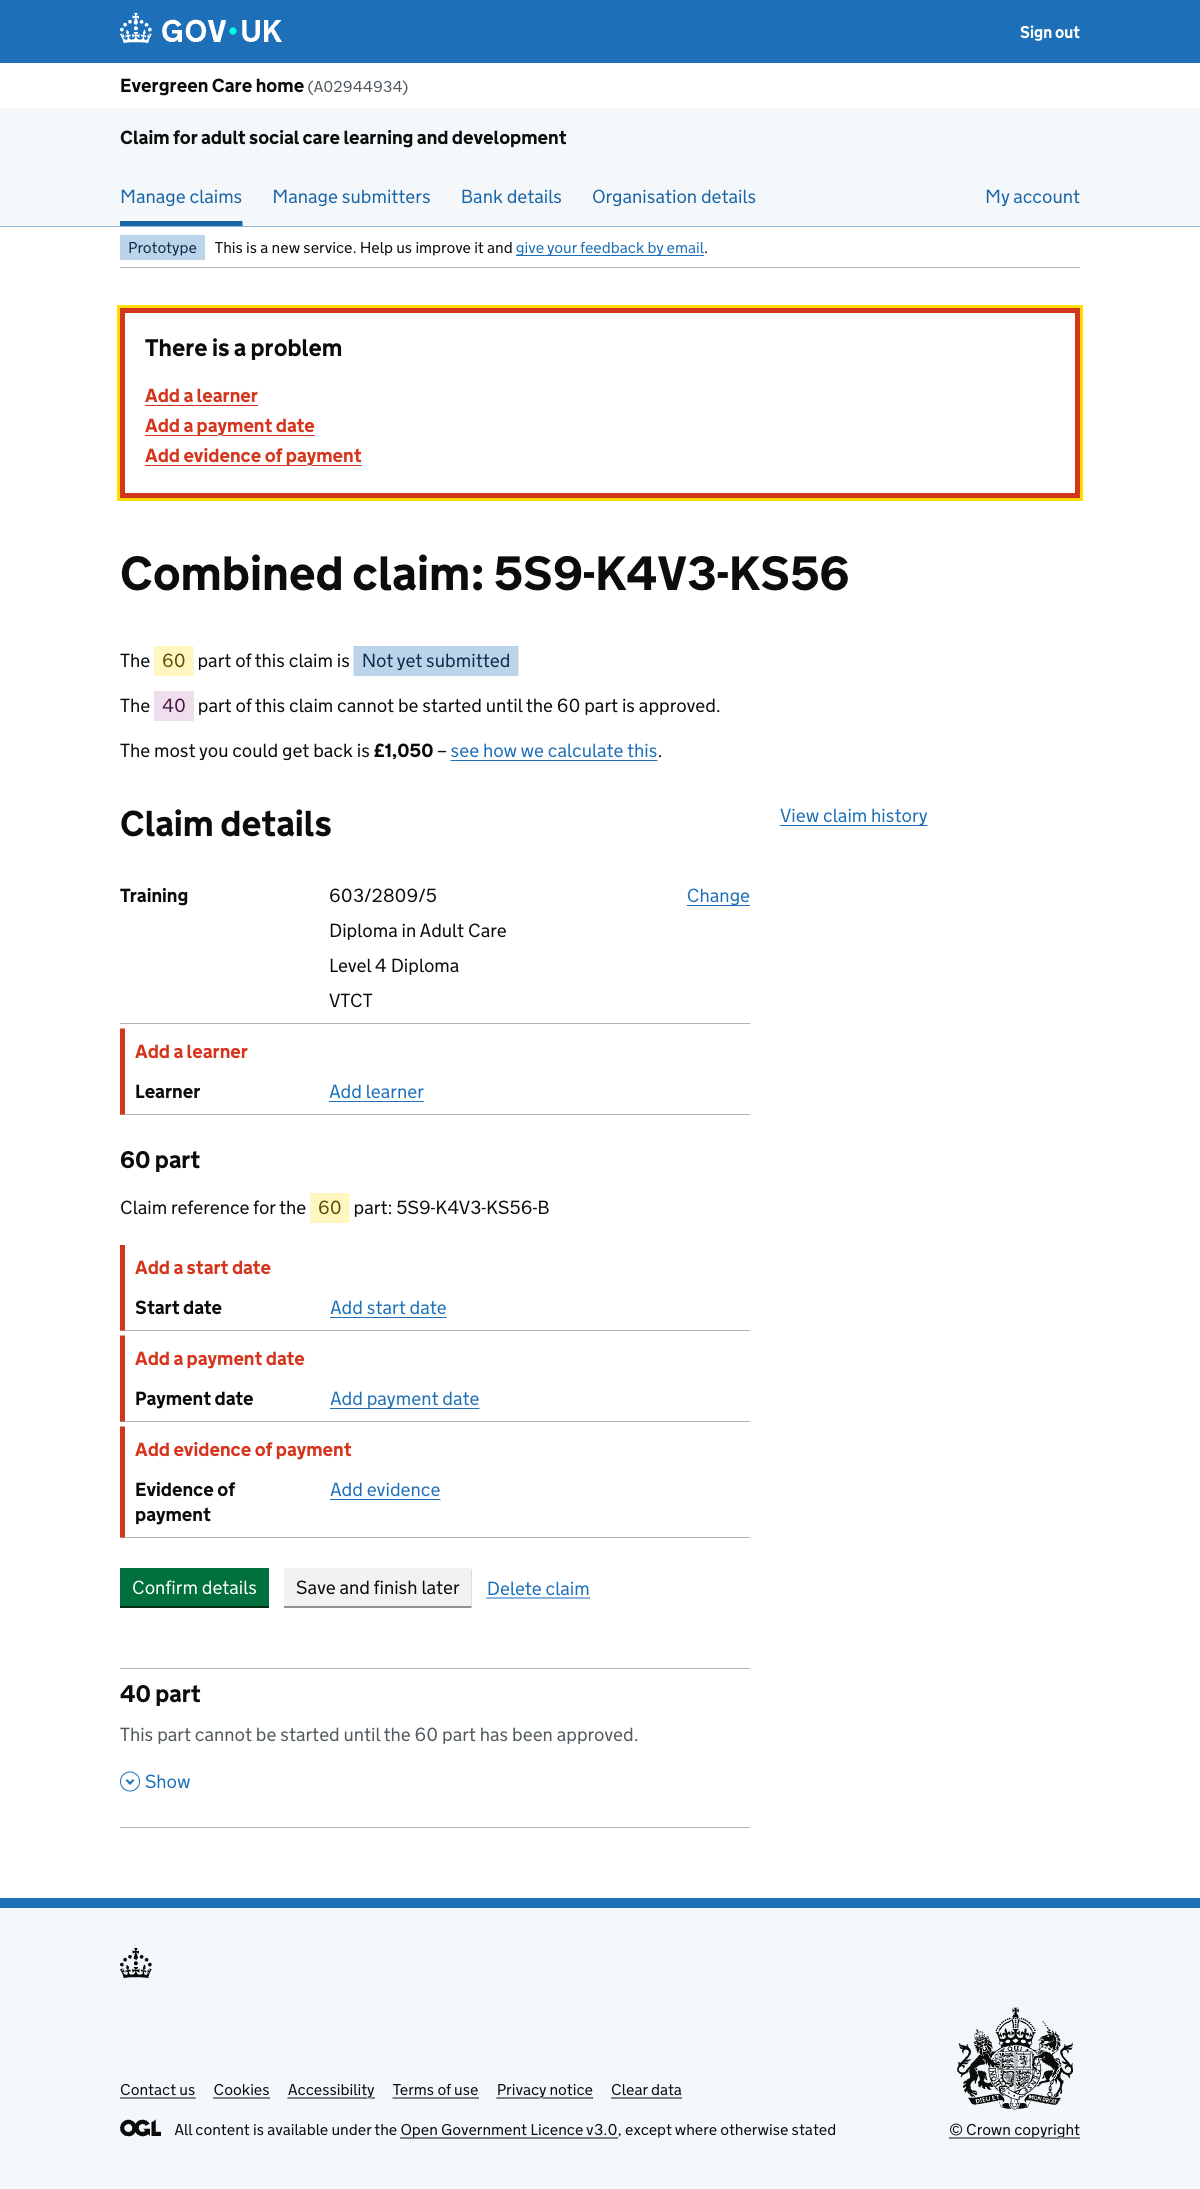 GOV·UK
Sign out
Evergreen Care home (A02944934)
Claim for adult social care learning and development
Manage claims Manage submitters Bank details Organisation details My account
Prototype This is a new service. Help us improve it and give your feedback by email.
There is a problem
Add a learner
Add a payment date
Add evidence of payment
Combined claim: 5S9-K4V3-KS56
The 60 part of this claim is Not yet submitted
The 40 part of this claim cannot be started until the 60 part is approved.
The most you could get back is £1,050 – see how we calculate this.
Claim details
View claim history
Training 603/2809/5 Change
Diploma in Adult Care
Level 4 Diploma
VTCT
Add a learner
Learner Add learner
60 part
Claim reference for the 60 part: 5S9-K4V3-KS56-B
Add a start date
Start date Add start date
Add a payment date
Payment date Add payment date
Add evidence of payment
Evidence of Add evidence
payment
Confirm details Save and finish later Delete claim
40 part
This part cannot be started until the 60 part has been approved.
Show
Contact us Cookies Accessibility Terms of use Privacy notice Clear data
OGL All content is available under the Open Government Licence v3.0, except where otherwise stated
© Crown copyright